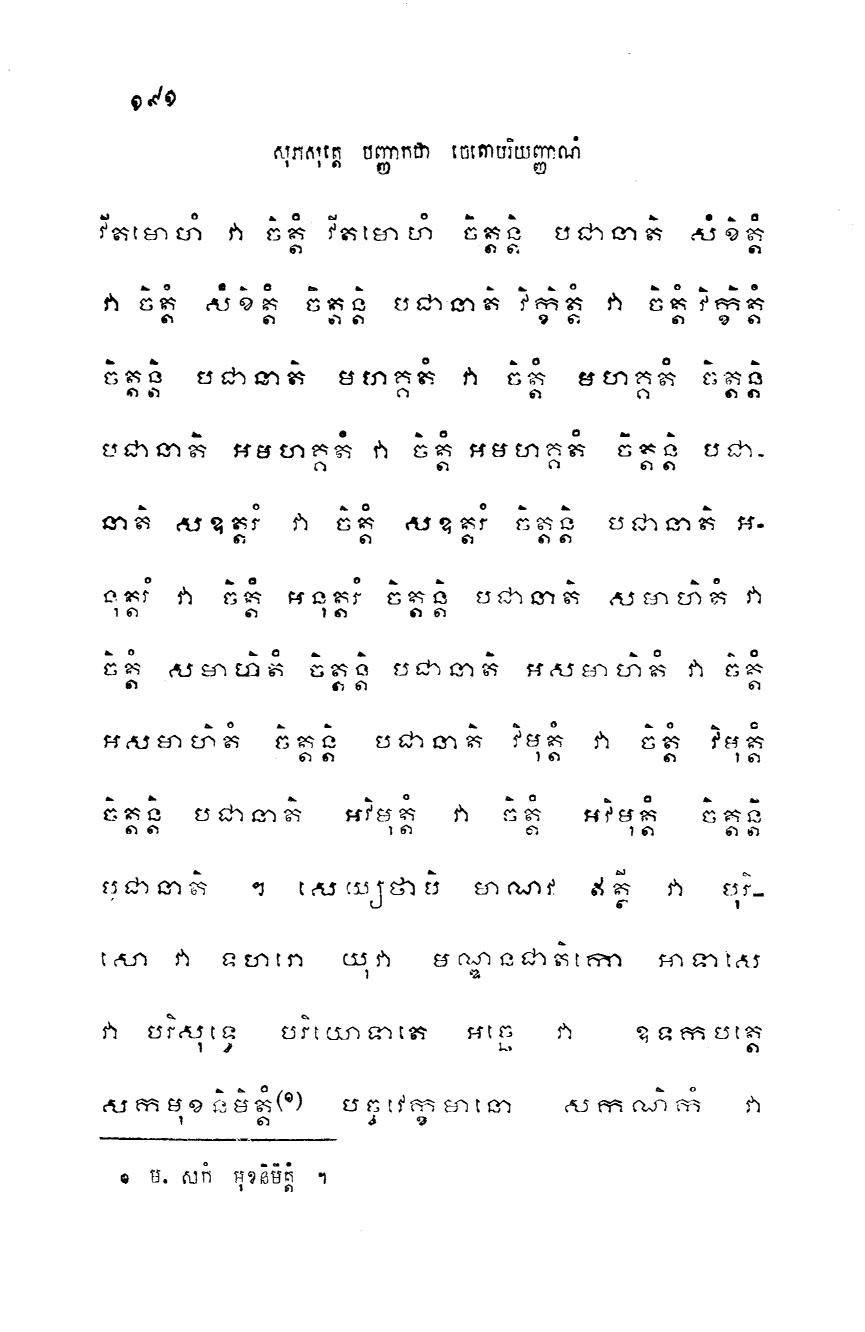 ១៩១
សុភសុត្តេ បញ្ញាកថា ចេតោបរិយញ្ញាណំ
វីតមោហំ វា ចិត្តំ វីតមោហំ ចិត្តន្តិ បជានាតិ សំខិត្តំ
វា ចិត្តំ សំខិត្តំ ចិត្តន្តិ បជានាតិ វិក្ខិត្តំ វា ចិត្តំ វិក្ខិត្តំ
ចិត្តន្តិ បជានាតិ មហគ្គតំ វា ចិត្តំ មហគ្គតំ ចិត្តន្តិ
បជានាតិ អមហគ្គតំ វា ចិត្តំ អមហគ្គតំ ចិត្តន្តិ បជា-
នាតិ សឧត្តរំ វា ចិត្តំ សឧត្តរំ ចិត្តន្តិ បជានាតិ អ-
នុត្តរំ វា ចិត្តំ អនុត្តរំ ចិត្តន្តិ បជានាតិ សមាហិតំ វា
ចិត្តំ សមាហិតំ ចិត្តន្តិ បជានាតិ អសមាហិតំ វា ចិត្តំ
អសមាហិតំ ចិត្តន្តិ បជានាតិ វិមុត្តំ វា ចិត្តំ វិមុត្តំ
ចិត្តន្តិ បជានាតិ អវិមុត្តំ វា ចិត្តំ អវិមុត្តំ ចិត្តន្តិ
បជានាតិ ។ សេយ្យថាបិ មាណវ ឥត្ថី វា បុរិ-
សោ វា ទហរោ យុវា មណ្ឌនជាតិកោ អាទាសេ
វា បរិសុទ្ធេ បរិយោទាតេ អច្ឆេ វា ឧទកបត្តេ
សកមុខនិមិត្តំ(១) បច្ចវេក្ខមានោ សកណិកំ វា
១ ម. សកំ មុខនិមិត្តំ ។